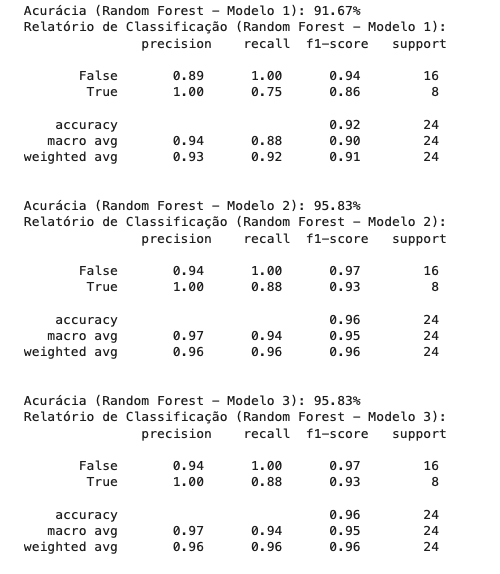 Acurácia (Random Forest - Modelo 1): 91.67%
Relatório de Classificação (Random Forest - Modelo 1):
              precision    recall  f1-score   support

       False       0.89      1.00      0.94        16
        True       1.00      0.75      0.86         8

    accuracy                           0.92        24
   macro avg       0.94      0.88      0.90        24
weighted avg       0.93      0.92      0.91        24

Acurácia (Random Forest - Modelo 2): 95.83%
Relatório de Classificação (Random Forest - Modelo 2):
              precision    recall  f1-score   support

       False       0.94      1.00      0.97        16
        True       1.00      0.88      0.93         8

    accuracy                           0.96        24
   macro avg       0.97      0.94      0.95        24
weighted avg       0.96      0.96      0.96        24

Acurácia (Random Forest - Modelo 3): 95.83%
Relatório de Classificação (Random Forest - Modelo 3):
              precision    recall  f1-score   support

       False       0.94      1.00      0.97        16
        True       1.00      0.88      0.93         8

    accuracy                           0.96        24
   macro avg       0.97      0.94      0.95        24
weighted avg       0.96      0.96      0.96        24